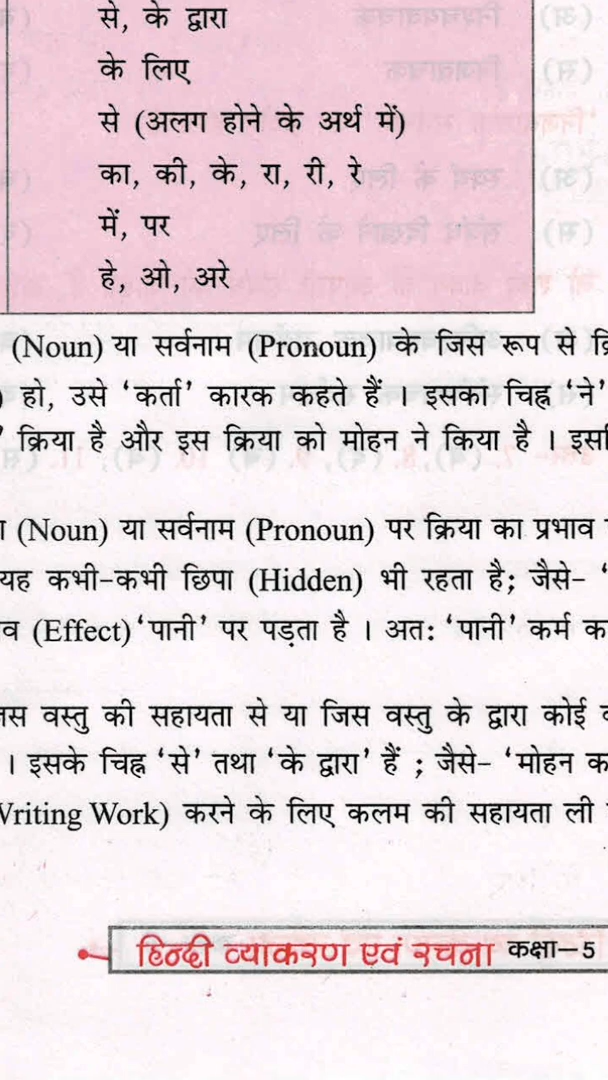 से, के द्वारा
के लिए
से (अलग होने के अर्थ में)
का, की, के, रा, री, रे
में, पर
हे, ओ, अरे
(Noun) या सर्वनाम (Pronoun) के जिस रूप से
हो, उसे ‘कर्ता’ कारक कहते हैं । इसका चिह्न ‘ने’
’ क्रिया है और इस क्रिया को मोहन ने किया है ।
(Noun) या सर्वनाम (Pronoun) पर क्रिया का प्रभाव
यह कभी-कभी छिपा (Hidden) भी रहता है; जैसे- ‘
(Effect) ‘पानी’ पर पड़ता है । अत: ‘पानी’ कर्म
वस्तु की सहायता से या जिस वस्तु के द्वारा कोई
। इसके चिह्न ‘से’ तथा ‘के द्वारा’ हैं ; जैसे- ‘मोहन
Writing Work) करने के लिए कलम की सहायता ली
हिन्दी व्याकरण एवं रचना कक्षा-5